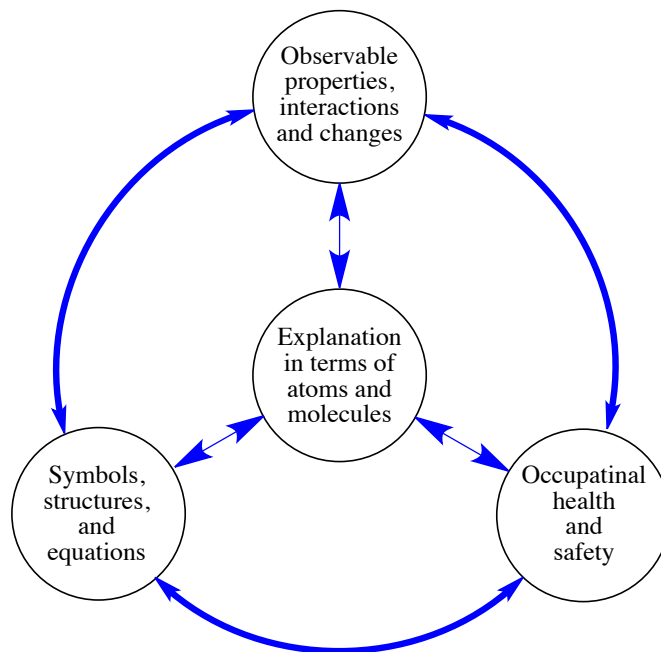 Observable
properties,
interactions
and changes
Explanation
in terms of
atoms and
molecules
Symbols,
structures,
and
equations
Occupatinal
health
and
safety